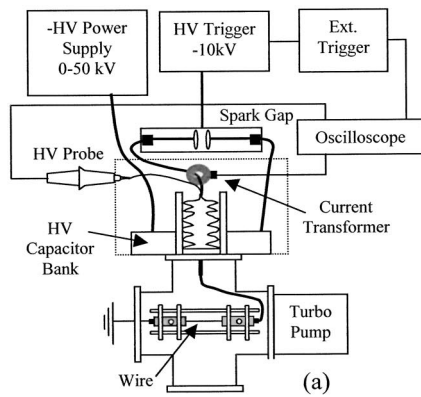 -HV Power
Supply
0-50 kV
HV Trigger
-10kV
Ext.
Trigger
Spark Gap
Oscilloscope
HV Probe
Current
Transformer
HV
Capacitor
Bank
Turbo
Pump
Wire
(a)